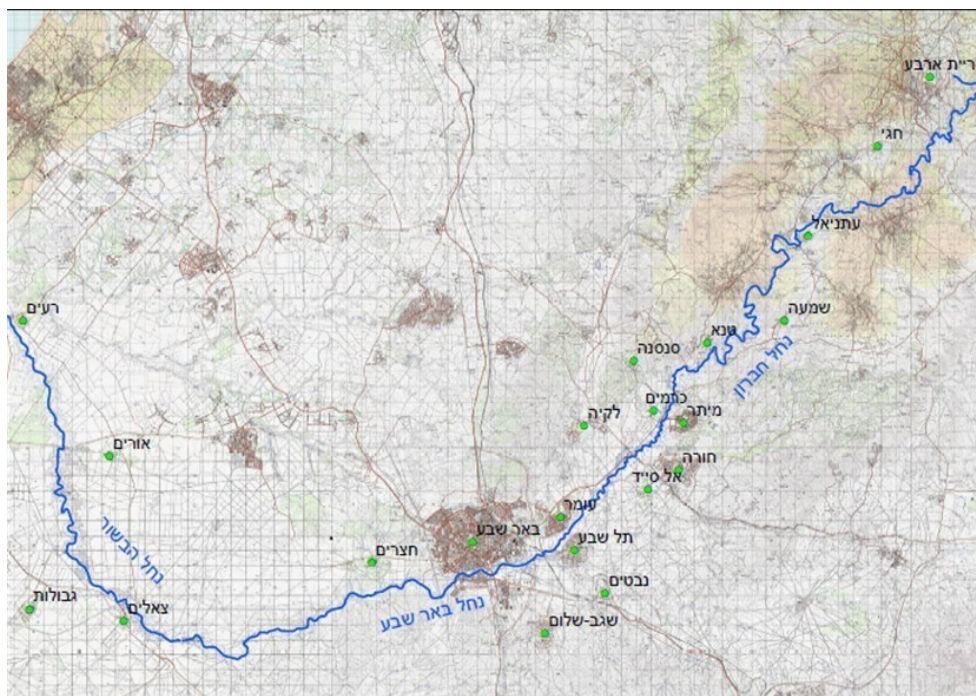 ריית ארבע
חגי
עתניאל
שמעה
רעים
טנא
סנסנה
נחל חברון
כרמים
מיתר
לקיה
אורים
חורה
אל סייד
עומר
באר שבע
תל שבע
חצרים
נחל הבשור
נבטים
גבולות
צאלים
נחל באר שבע
שגב-שלום